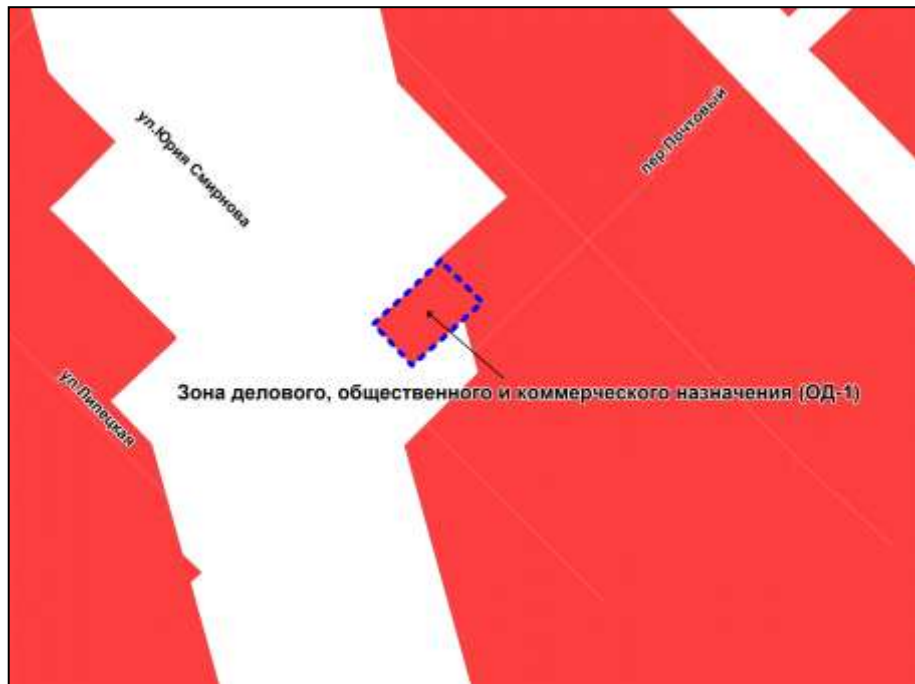 ул.Юрия Смирнова
пер.Почтовый
ул.Липецкая
Зона делового, общественного и коммерческого назначения (ОД-1)